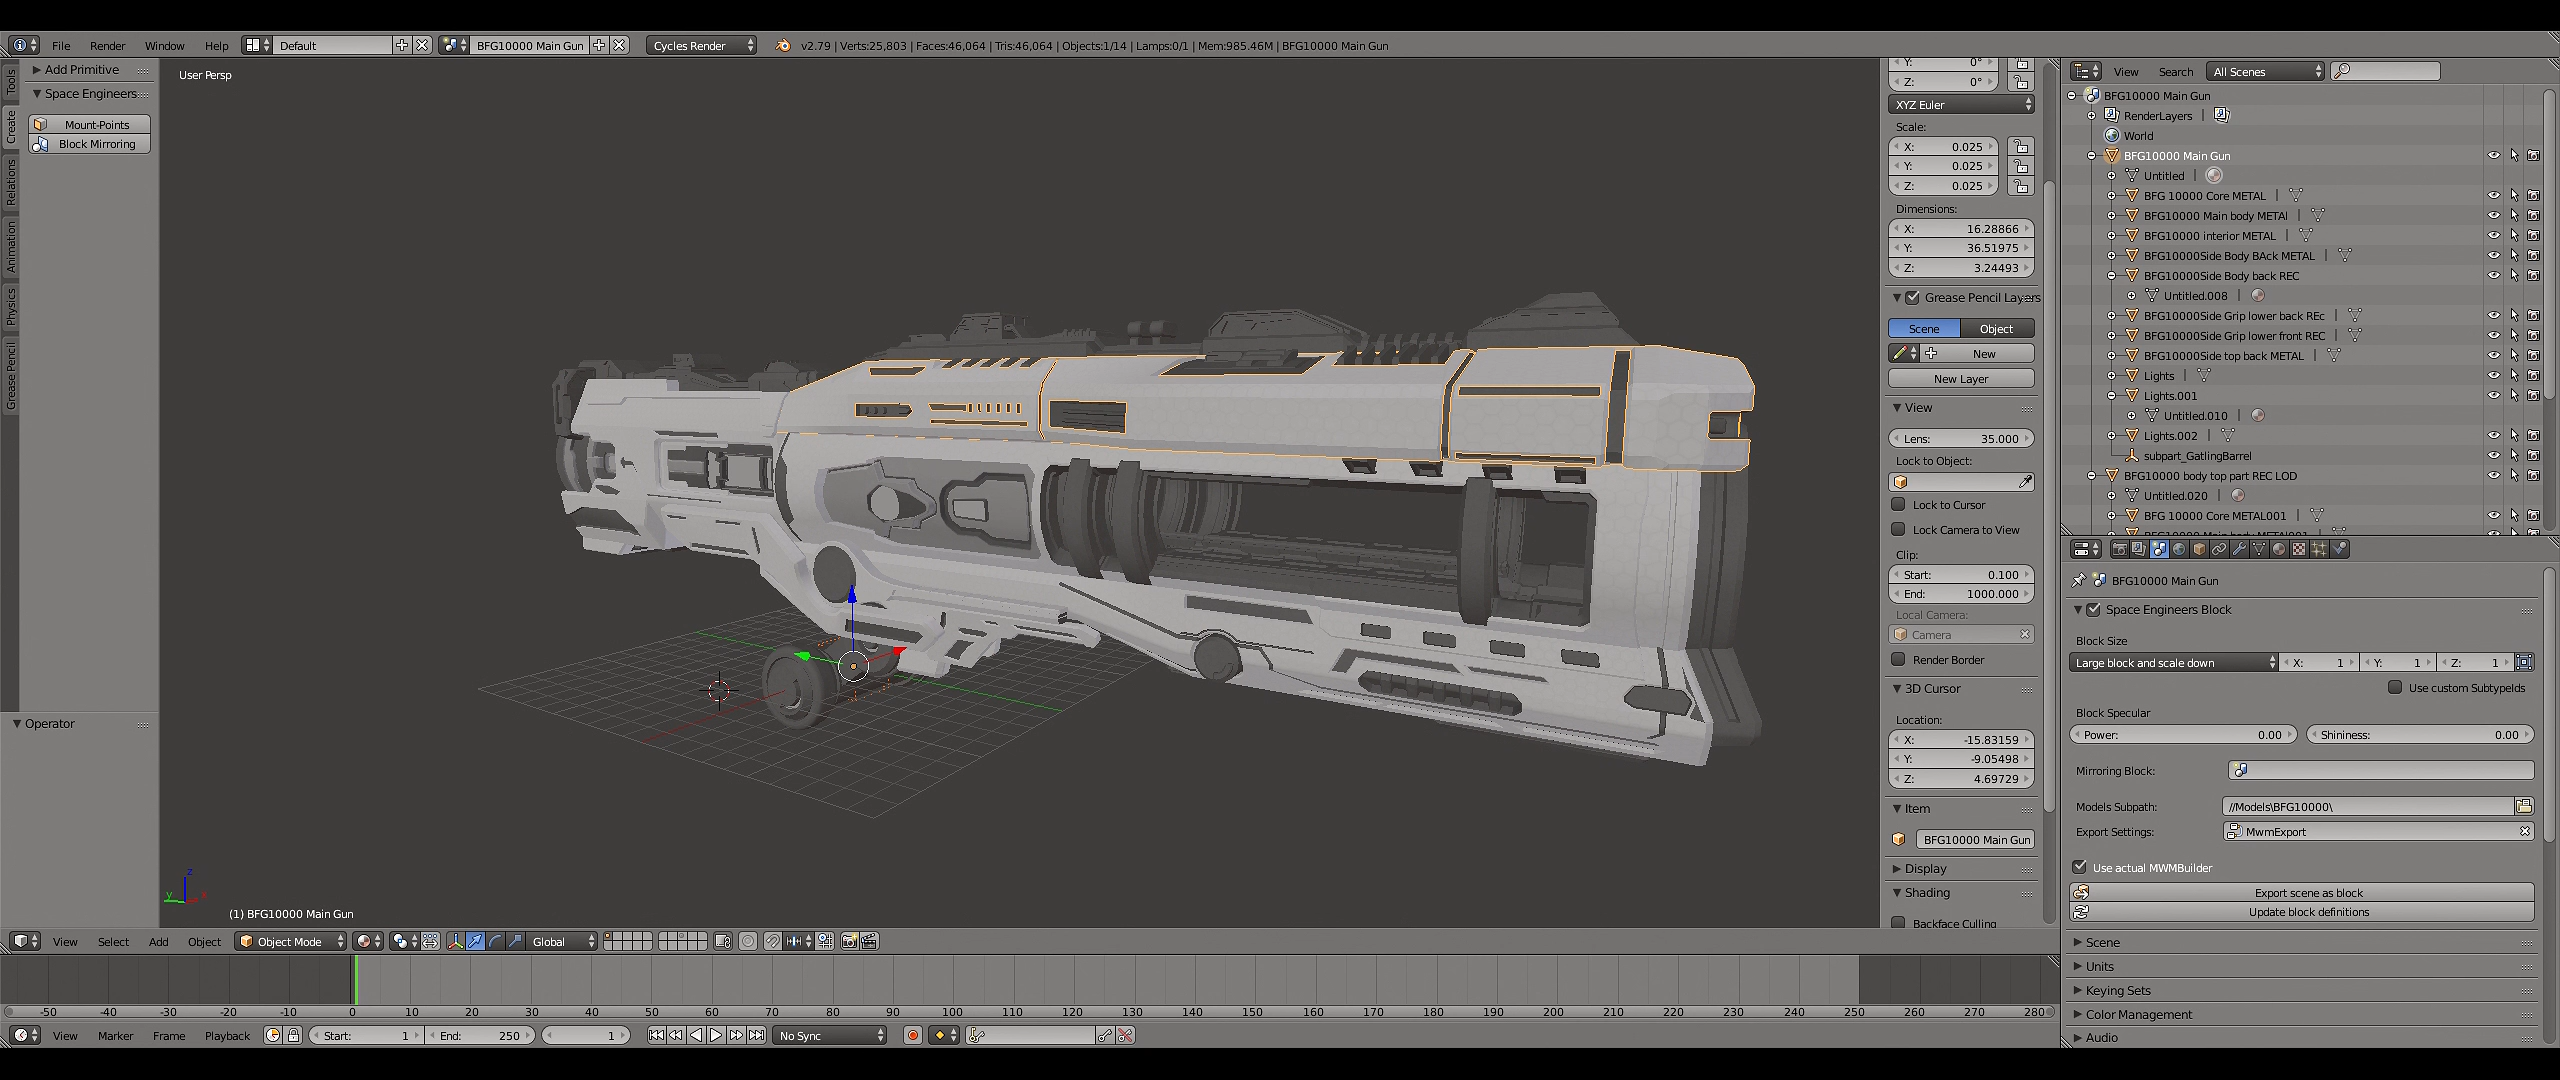 File Render Window Help Default BFG10000 Main Gun Cycles Render v2.79 | Verts:25,803 | Faces:46,064 | Tris:46,064 | Objects:1/14 | Lamps:0/1 | Mem:985.46M | BFG10000 Main Gun
Tools
Create
Relations
Animation
Physics
Grease Pencil
Add Primitive
Space Engineers
Mount-Points
Block Mirroring
Operator
User Persp
(1) BFG10000 Main Gun
Y: 0°
Z: 0°
XYZ Euler
Scale:
X: 0.025
Y: 0.025
Z: 0.025
Dimensions:
X: 16.28866
Y: 36.51975
Z: 3.24493
Grease Pencil Layers
Scene Object
New
New Layer
View
Lens: 35.000
Lock to Object:
Lock to Cursor
Lock Camera to View
Clip:
Start: 0.100
End: 1000.000
Local Camera:
Camera
Render Border
3D Cursor
Location:
X: -15.83159
Y: -9.05498
Z: 4.69729
Item
BFG10000 Main Gun
Display
Shading
Backface Culling
View Search All Scenes
BFG10000 Main Gun
RenderLayers |
World
BFG10000 Main Gun
Untitled |
BFG 10000 Core METAL |
BFG10000 Main body METAl |
BFG10000 interior METAL |
BFG10000Side Body BAck METAL |
BFG10000Side Body back REC
Untitled.008 |
BFG10000Side Grip lower back REc |
BFG10000Side Grip lower front REC |
BFG10000Side top back METAL |
Lights |
Lights.001
Untitled.010 |
Lights.002 |
subpart_GatlingBarrel
BFG10000 body top part REC LOD
Untitled.020 |
BFG 10000 Core METAL001 |
BFG10000 Main Gun
Space Engineers Block
Block Size
Large block and scale down X: 1 Y: 1 Z: 1
Use custom SubtypeIds
Block Specular
Power: 0.00 Shininess: 0.00
Mirroring Block:
Models Subpath: //Models\BFG10000\
Export Settings: MwmExport
Use actual MWMBuilder
Export scene as block
Update block definitions
Scene
Units
Keying Sets
Color Management
Audio
View Select Add Object Object Mode Global
-50 -40 -30 -20 -10 0 10 20 30 40 50 60 70 80 90 100 110 120 130 140 150 160 170 180 190 200 210 220 230 240 250 260 270 280
View Marker Frame Playback Start: 1 End: 250 1 No Sync
z
y
x